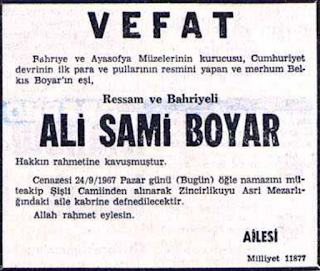 VEFAT
Bahriye ve Ayasofya Müzelerinin kurucusu, Cumhuriyet
devrinin ilk para ve pullarının resmini yapan ve merhum Bel-
kıs Boyar'ın eşi,
Ressam ve Bahriyeli
ALİ SAMİ BOYAR
Hakkın rahmetine kavuşmuştur.
Cenazesi 24/9/1967 Pazar günü (Bugün) öğle namazını mü-
teakip Şişli Camiinden alınarak Zincirlikuyu Asri Mezarlı-
ğındaki aile kabrine defnedilecektir.
Allah rahmet eylesin.
AİLESİ
Milliyet 11877